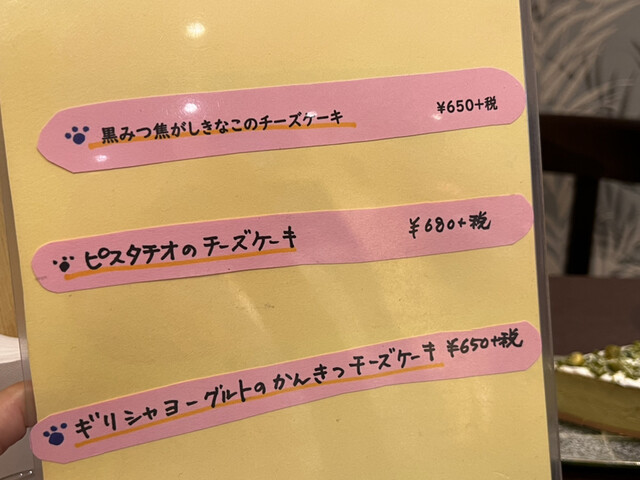 黒みつ焦がしきなこのチーズケーキ ¥650+税
ピスタチオのチーズケーキ ¥680+税
ギリシャヨーグルトのかんきつチーズケーキ ¥650+税